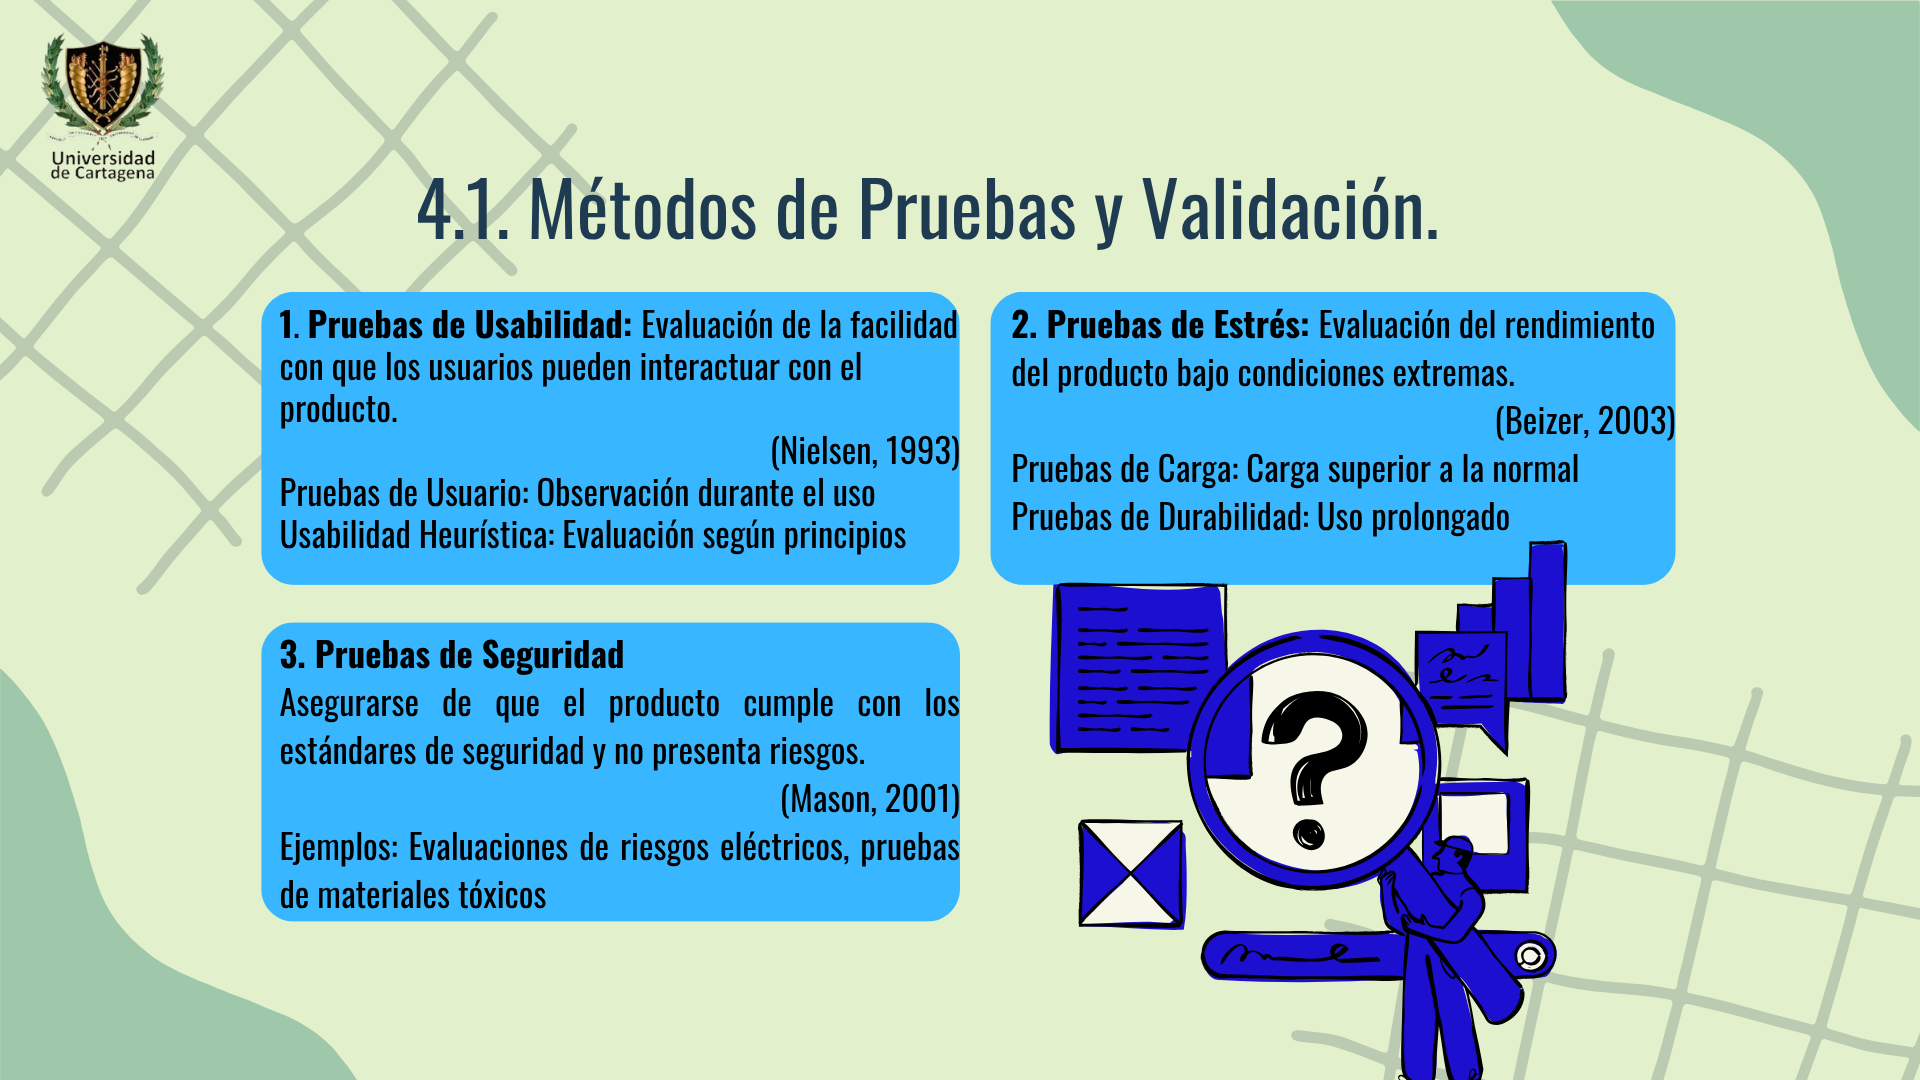 Universidad
de Cartagena
4.1. Métodos de Pruebas y Validación.
1. Pruebas de Usabilidad: Evaluación de la facilidad
con que los usuarios pueden interactuar con el
producto.
(Nielsen, 1993)
Pruebas de Usuario: Observación durante el uso
Usabilidad Heurística: Evaluación según principios
2. Pruebas de Estrés: Evaluación del rendimiento
del producto bajo condiciones extremas.
(Beizer, 2003)
Pruebas de Carga: Carga superior a la normal
Pruebas de Durabilidad: Uso prolongado
3. Pruebas de Seguridad
Asegurarse de que el producto cumple con los
estándares de seguridad y no presenta riesgos.
(Mason, 2001)
Ejemplos: Evaluaciones de riesgos eléctricos, pruebas
de materiales tóxicos
?